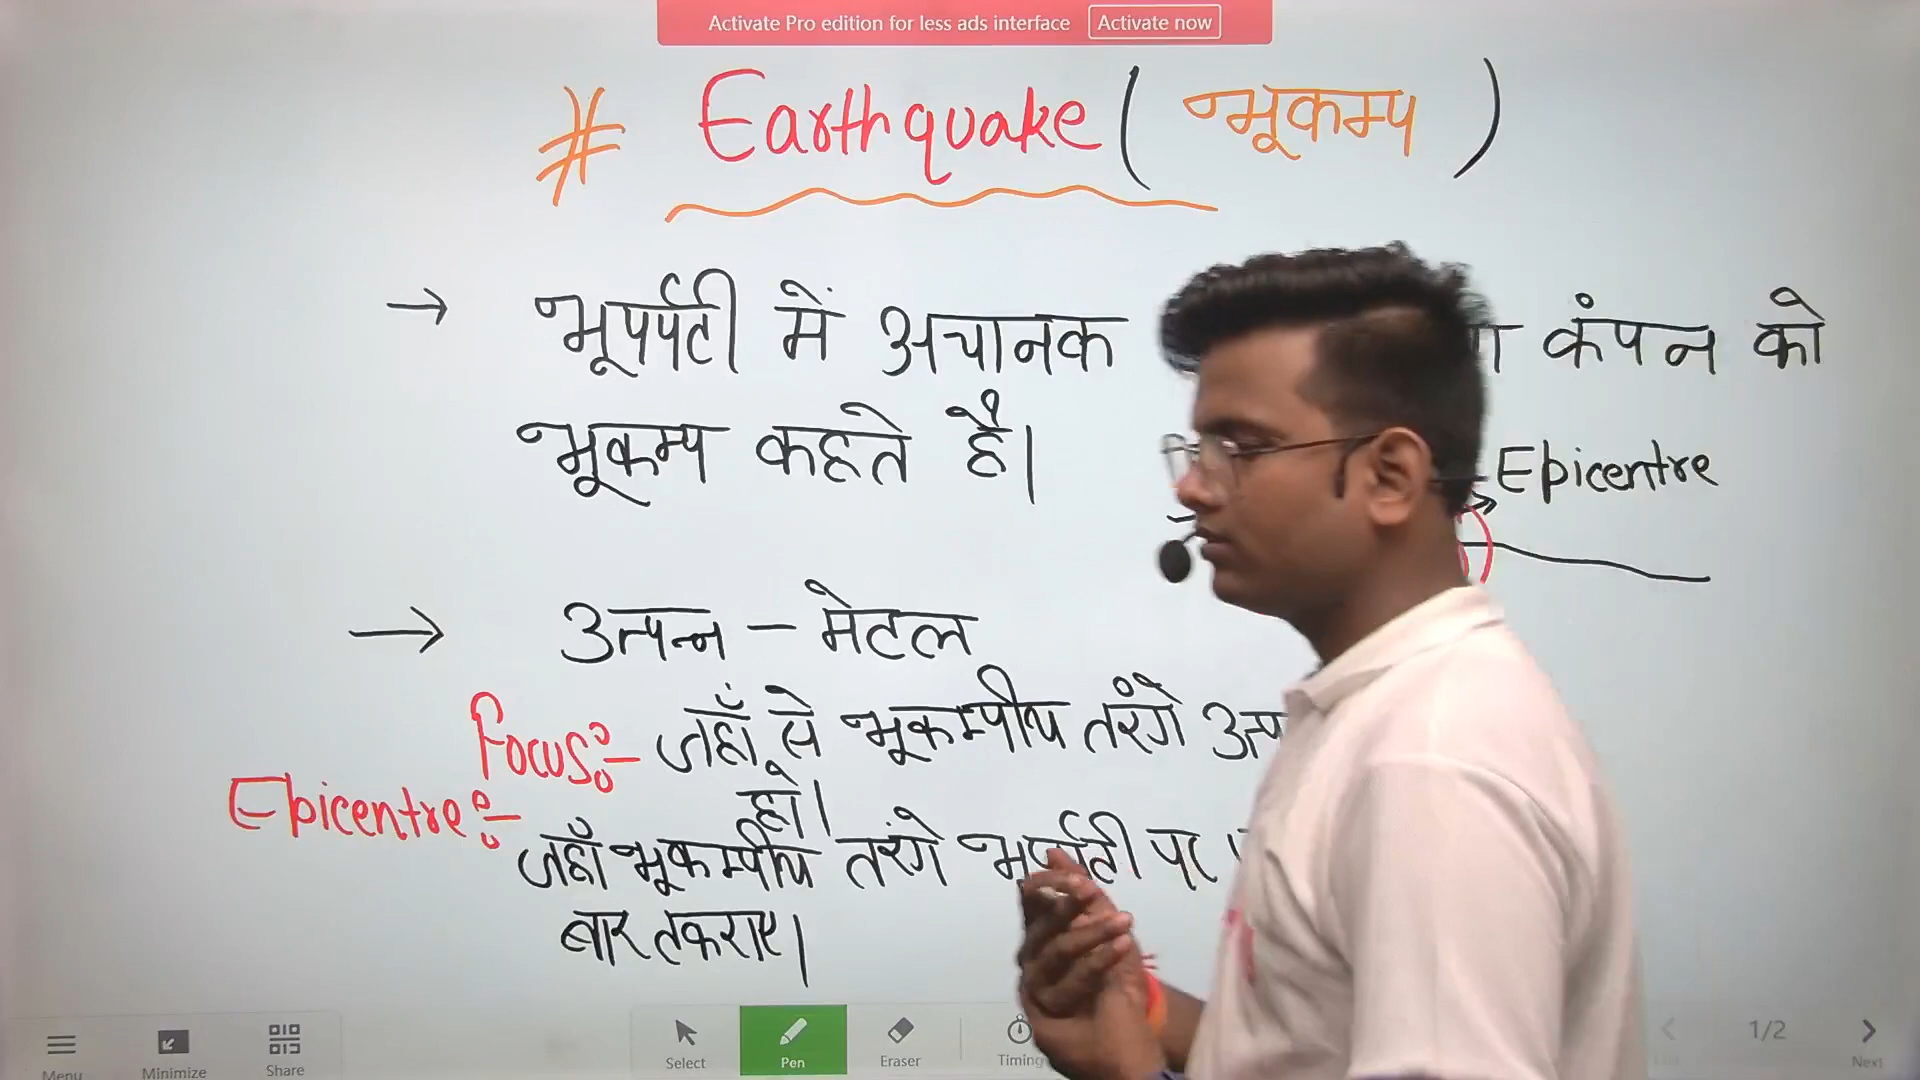 Activate Pro edition for less ads interface Activate now
# Earthquake ( भूकम्प )
→ भूपर्पटी में अचानक कंपन को
भूकम्प कहते है।
Epicentre
→ उत्पन्न – मेटल
Focus:- जहाँ से भूकम्पीय तरंगे
हो।
Epicentre:-
जहाँ भूकम्पीय तरंगे पर
बार तकराए।
Menu Minimize Share Select Pen Eraser Timing 1/2 Next